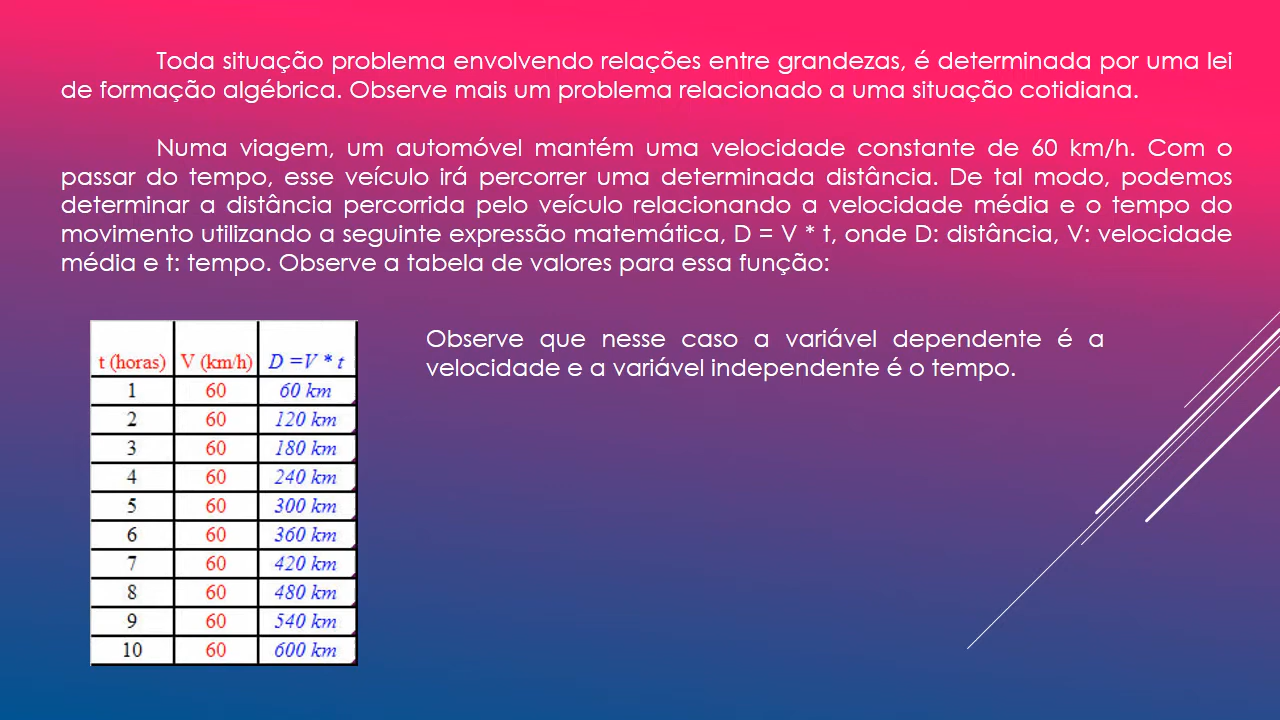 Toda situação problema envolvendo relações entre grandezas, é determinada por uma lei
de formação algébrica. Observe mais um problema relacionado a uma situação cotidiana.
Numa viagem, um automóvel mantém uma velocidade constante de 60 km/h. Com o
passar do tempo, esse veículo irá percorrer uma determinada distância. De tal modo, podemos
determinar a distância percorrida pelo veículo relacionando a velocidade média e o tempo do
movimento utilizando a seguinte expressão matemática, D = V * t, onde D: distância, V: velocidade
média e t: tempo. Observe a tabela de valores para essa função:
t (horas) V (km/h) D =V * t
1 60 60 km
2 60 120 km
3 60 180 km
4 60 240 km
5 60 300 km
6 60 360 km
7 60 420 km
8 60 480 km
9 60 540 km
10 60 600 km
Observe que nesse caso a variável dependente é a
velocidade e a variável independente é o tempo.